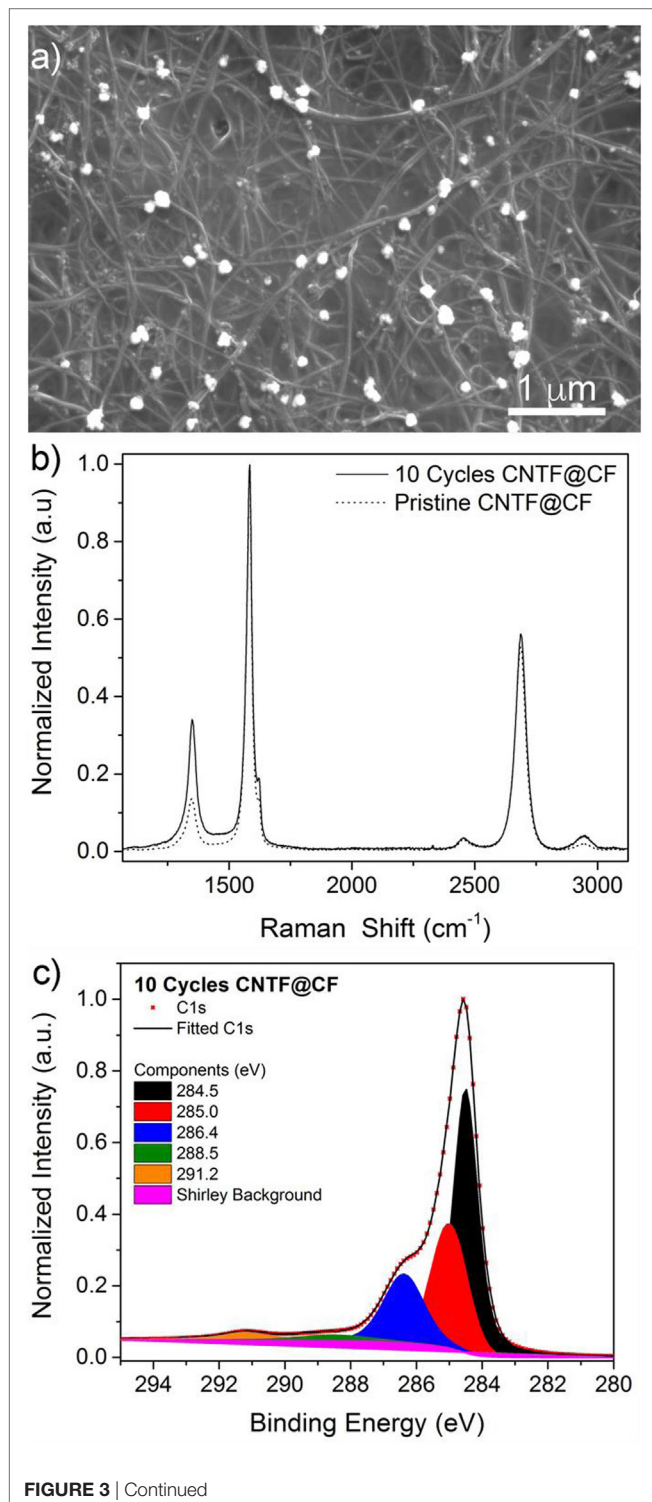 a)
1 μm
b)
1.0
0.8
0.6
0.4
0.2
0.0
Normalized Intensity (a.u)
10 Cycles CNTF@CF
Pristine CNTF@CF
1500 2000 2500 3000
Raman Shift (cm⁻¹)
c)
1.0
0.8
0.6
0.4
0.2
0.0
Normalized Intensity (a.u.)
10 Cycles CNTF@CF
C1s
Fitted C1s
Components (eV)
284.5
285.0
286.4
288.5
291.2
Shirley Background
294 292 290 288 286 284 282 280
Binding Energy (eV)
FIGURE 3 | Continued